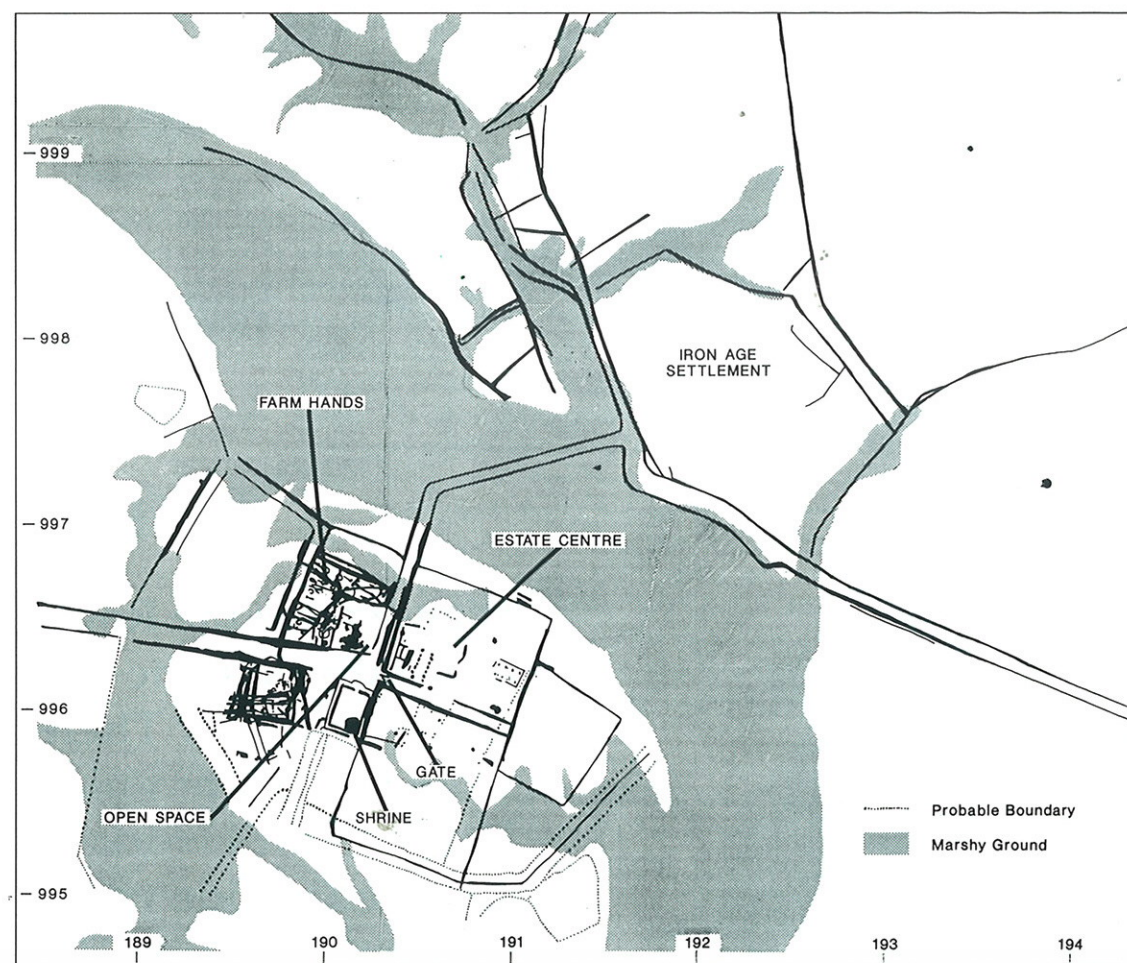 999
998
IRON AGE
SETTLEMENT
FARM HANDS
997
ESTATE CENTRE
996
GATE
OPEN SPACE
SHRINE
Probable Boundary
Marshy Ground
995
189
190
191
192
193
194